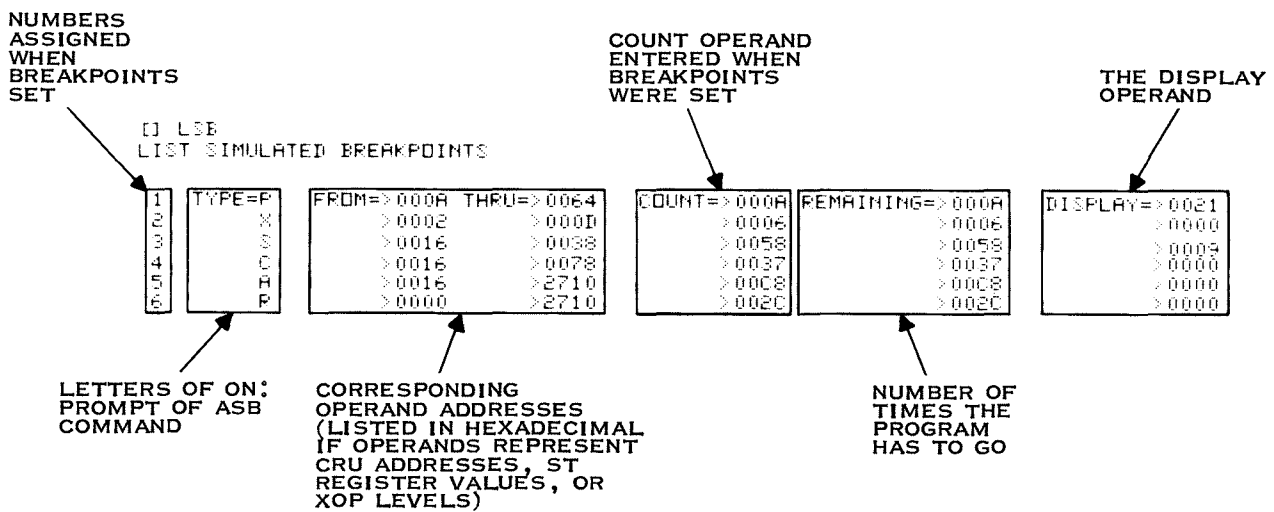 NUMBERS
ASSIGNED
WHEN
BREAKPOINTS
SET
COUNT OPERAND
ENTERED WHEN
BREAKPOINTS
WERE SET
THE DISPLAY
OPERAND
[] LSB
LIST SIMULATED BREAKPOINTS
1 TYPE=P FROM=>000A THRU=>0064 COUNT=>000A REMAINING=>000A DISPLAY=>0021
2 X >0002 >000D >0006 >0006 >0000
3 S >0016 >0038 >0058 >0058 >0009
4 C >0016 >0078 >0037 >0037 >0000
5 A >0016 >2710 >00C8 >00C8 >0000
6 R >0000 >2710 >002C >002C >0000
LETTERS OF ON:
PROMPT OF ASB
COMMAND
CORRESPONDING
OPERAND ADDRESSES
(LISTED IN HEXADECIMAL
IF OPERANDS REPRESENT
CRU ADDRESSES, ST
REGISTER VALUES, OR
XOP LEVELS)
NUMBER OF
TIMES THE
PROGRAM
HAS TO GO